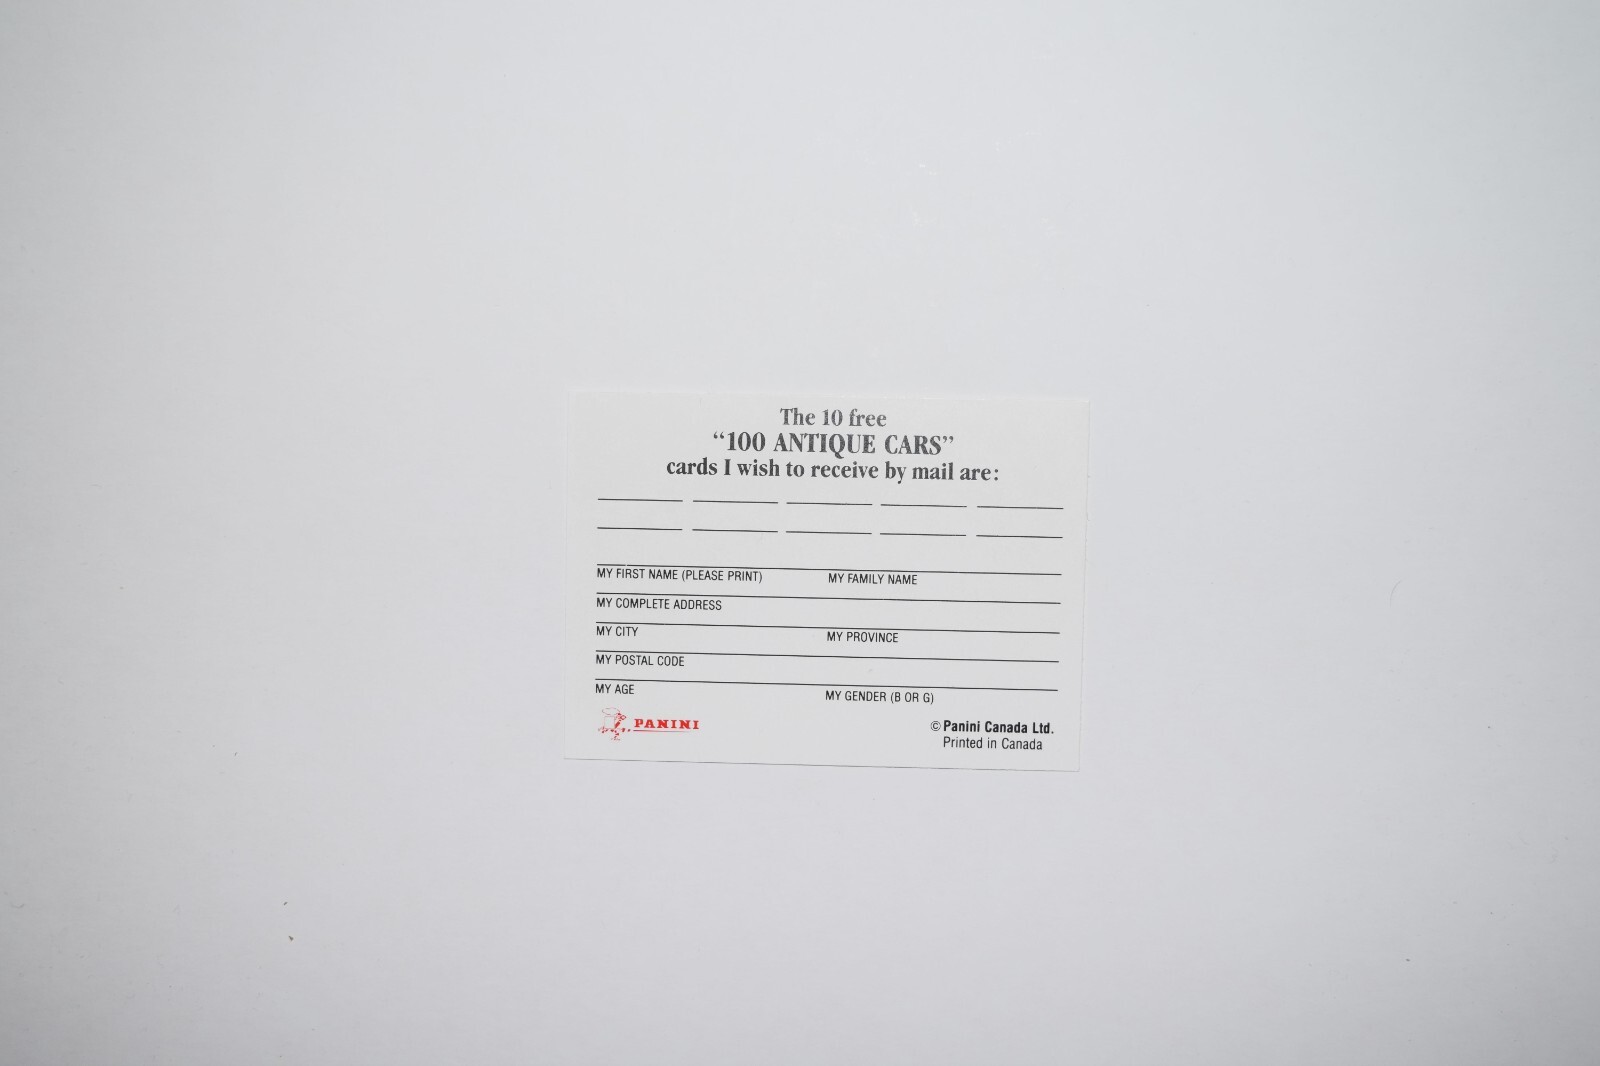 The 10 free
“100 ANTIQUE CARS”
cards I wish to receive by mail are:
MY FIRST NAME (PLEASE PRINT) MY FAMILY NAME
MY COMPLETE ADDRESS
MY CITY MY PROVINCE
MY POSTAL CODE
MY AGE MY GENDER (B OR G)
PANINI
©Panini Canada Ltd.
Printed in Canada